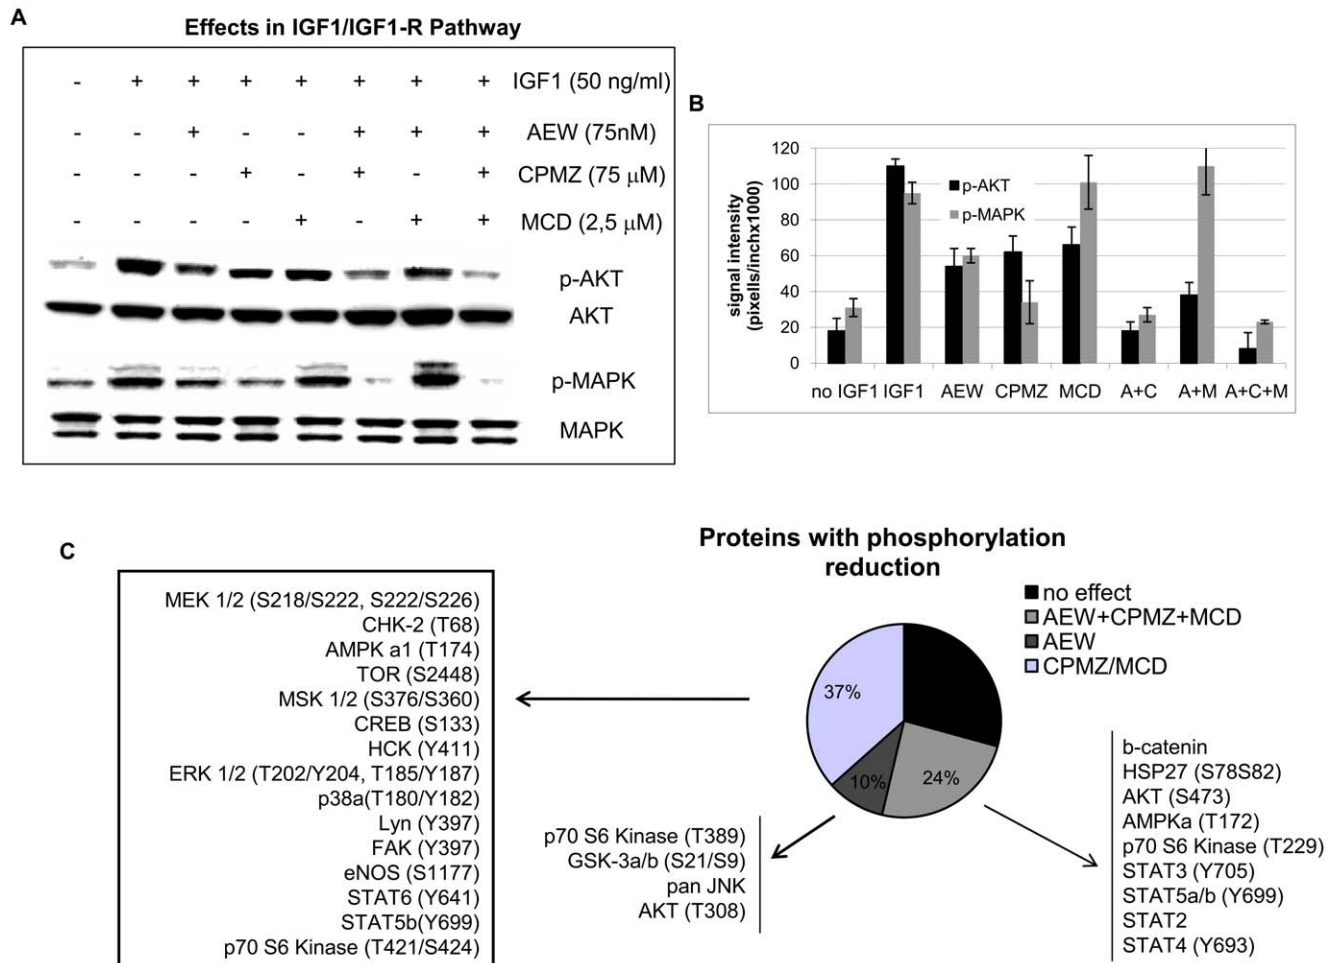 A
Effects in IGF1/IGF1-R Pathway
- + + + + + + + IGF1 (50 ng/ml)
- - + - - + + + AEW (75nM)
- - - + - + - + CPMZ (75 µM)
- - - - + - + + MCD (2,5 µM)
p-AKT
AKT
p-MAPK
MAPK
B
signal intensity
(pixells/inchx1000)
120
100
80
60
40
20
0
p-AKT
p-MAPK
no IGF1 IGF1 AEW CPMZ MCD A+C A+M A+C+M
C
MEK 1/2 (S218/S222, S222/S226)
CHK-2 (T68)
AMPK a1 (T174)
TOR (S2448)
MSK 1/2 (S376/S360)
CREB (S133)
HCK (Y411)
ERK 1/2 (T202/Y204, T185/Y187)
p38a(T180/Y182)
Lyn (Y397)
FAK (Y397)
eNOS (S1177)
STAT6 (Y641)
STAT5b(Y699)
p70 S6 Kinase (T421/S424)
Proteins with phosphorylation
reduction
no effect
AEW+CPMZ+MCD
AEW
CPMZ/MCD
37%
10%
24%
p70 S6 Kinase (T389)
GSK-3a/b (S21/S9)
pan JNK
AKT (T308)
b-catenin
HSP27 (S78S82)
AKT (S473)
AMPKa (T172)
p70 S6 Kinase (T229)
STAT3 (Y705)
STAT5a/b (Y699)
STAT2
STAT4 (Y693)